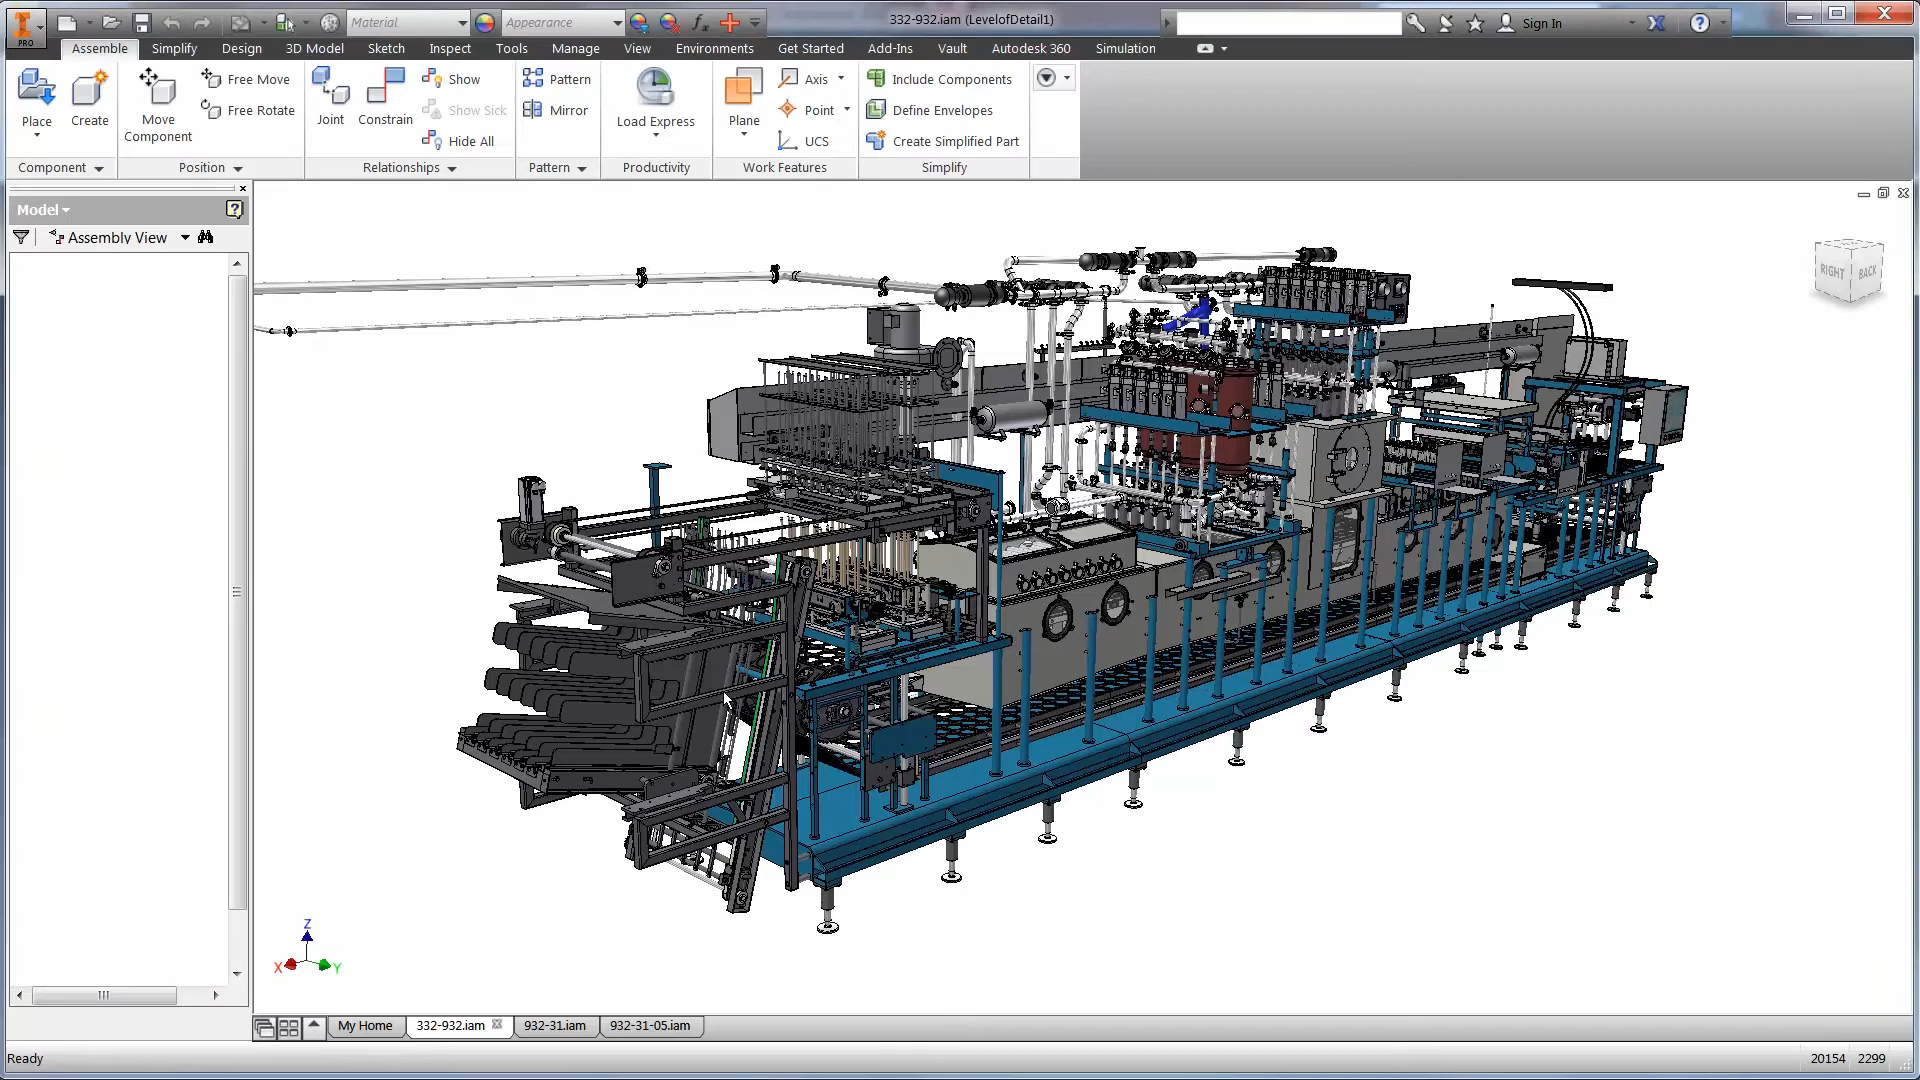 Material
Appearance
332-932.iam (LevelofDetail1)
Sign In
PRO
Assemble Simplify Design 3D Model Sketch Inspect Tools Manage View Environments Get Started Add-Ins Vault Autodesk 360 Simulation
Place
Create
Move
Component
Free Move
Free Rotate
Joint
Constrain
Show
Show Sick
Hide All
Pattern
Mirror
Load Express
Plane
Axis
Point
UCS
Include Components
Define Envelopes
Create Simplified Part
Component Position Relationships Pattern Productivity Work Features Simplify
Model
Assembly View
RIGHT BACK
Z
X Y
My Home 332-932.iam 932-31.iam 932-31-05.iam
Ready 20154 2299